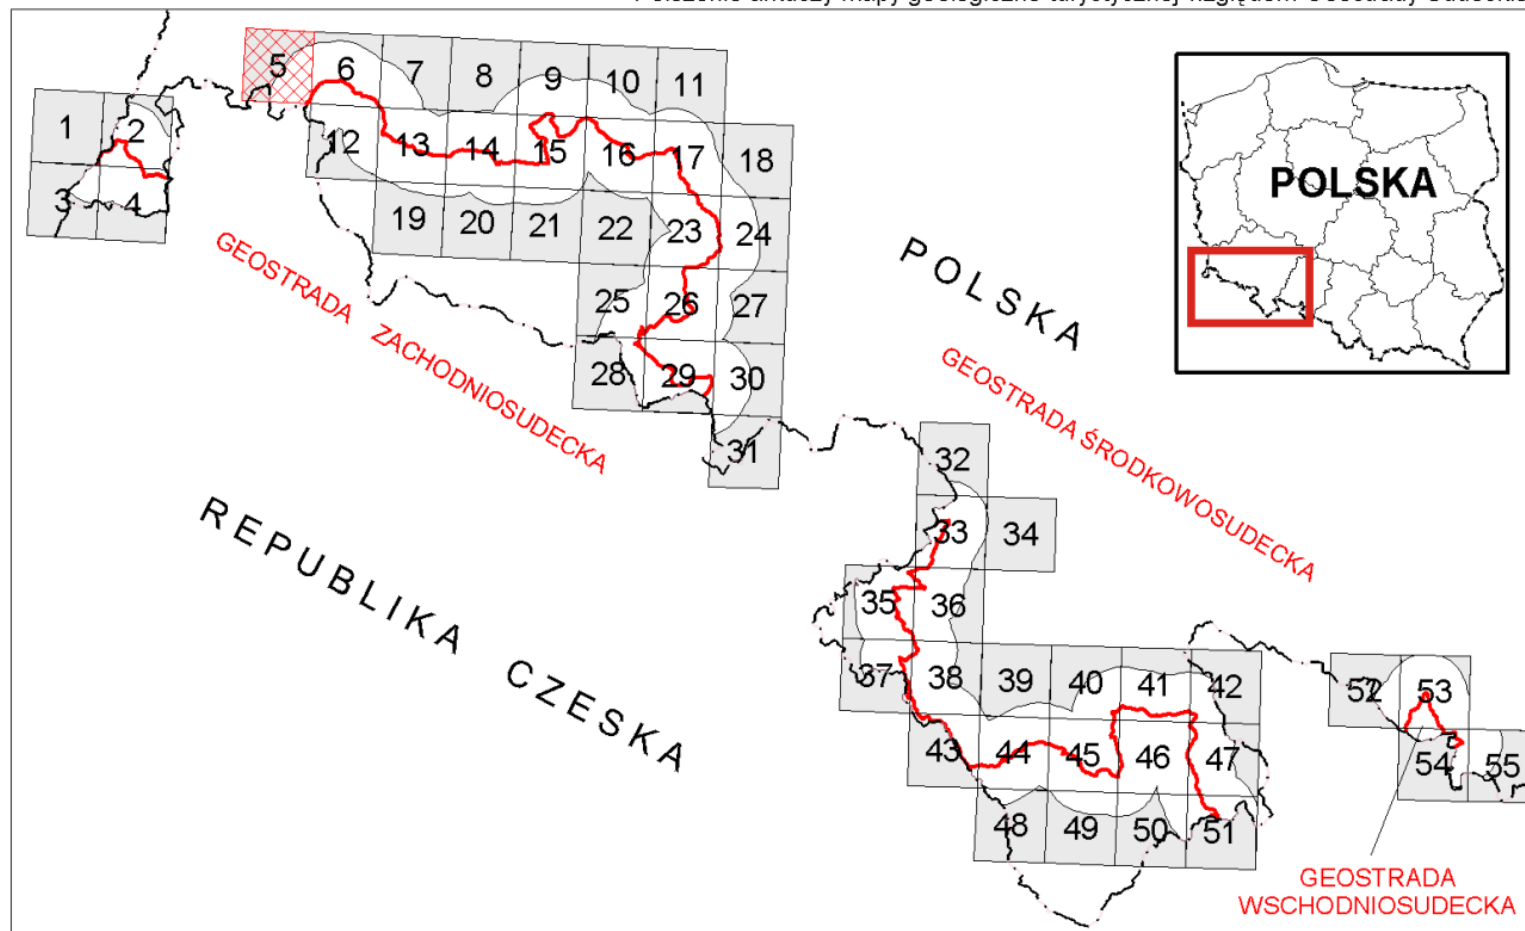 5 6 7 8 9 10 11
1 2
12 13 14 15 16 17 18
3 4
19 20 21 22 23 24
25 26 27
28 29 30
31
POLSKA
GEOSTRADA ZACHODNIOSUDECKA
POLSKA
GEOSTRADA ŚRODKOWOSUDECKA
REPUBLIKA CZESKA
32
33 34
35 36
37 38 39 40 41 42
43 44 45 46 47
48 49 50 51
52 53
54 55
GEOSTRADA
WSCHODNIOSUDECKA